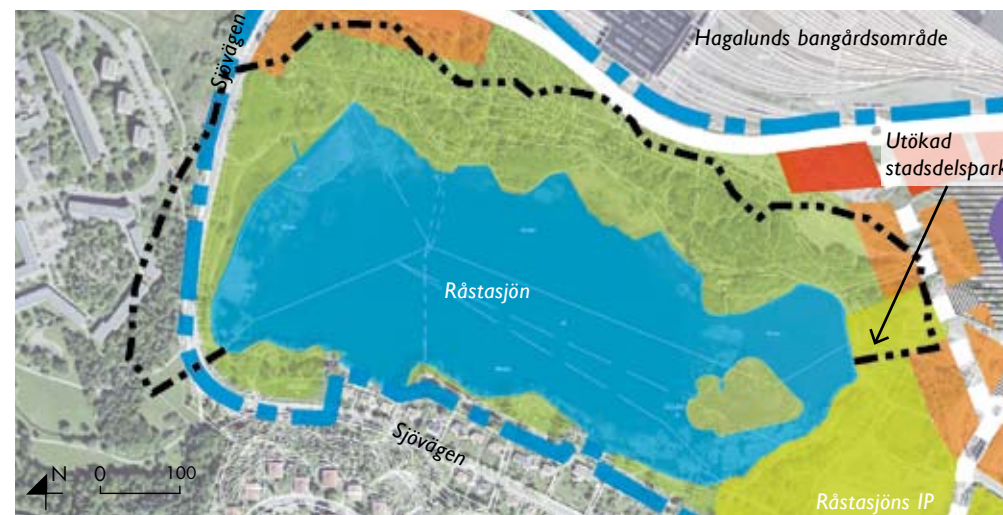 Hagalunds bangårdsområde
Sjövägen
Utökad
stadsdelspark
Råstasjön
Sjövägen
N 0 100
Råstasjöns IP